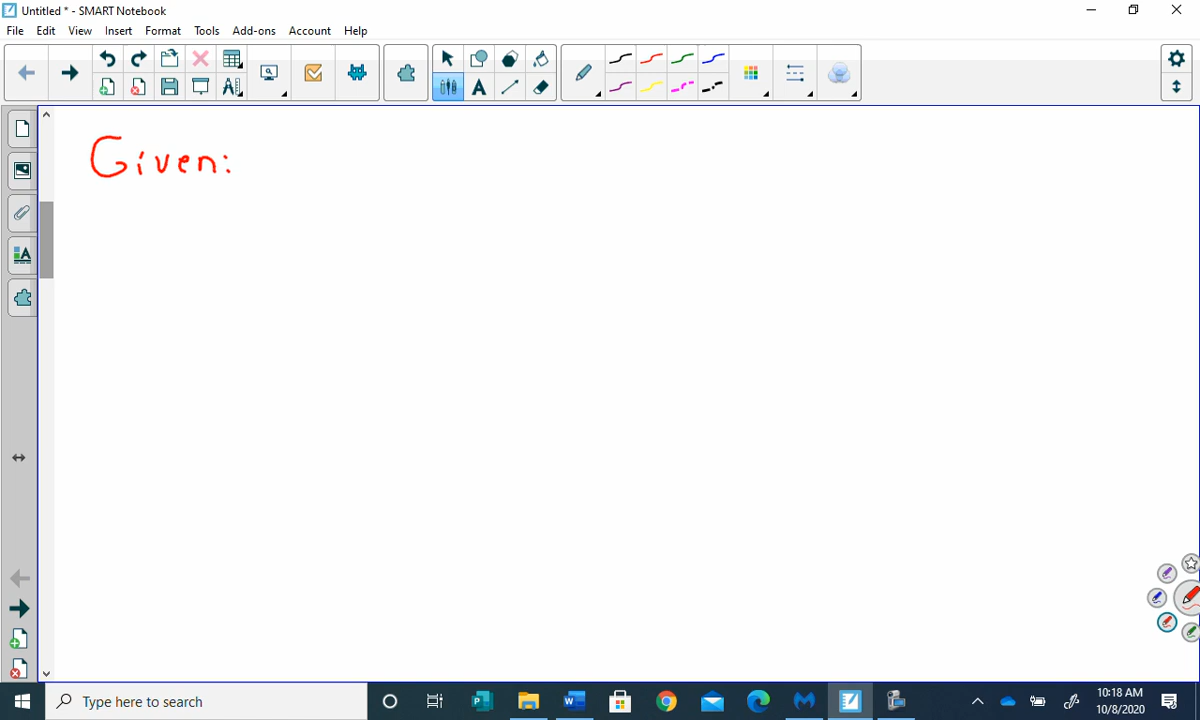 Untitled * - SMART Notebook
File Edit View Insert Format Tools Add-ons Account Help
Given:
Type here to search
10:18 AM
10/8/2020